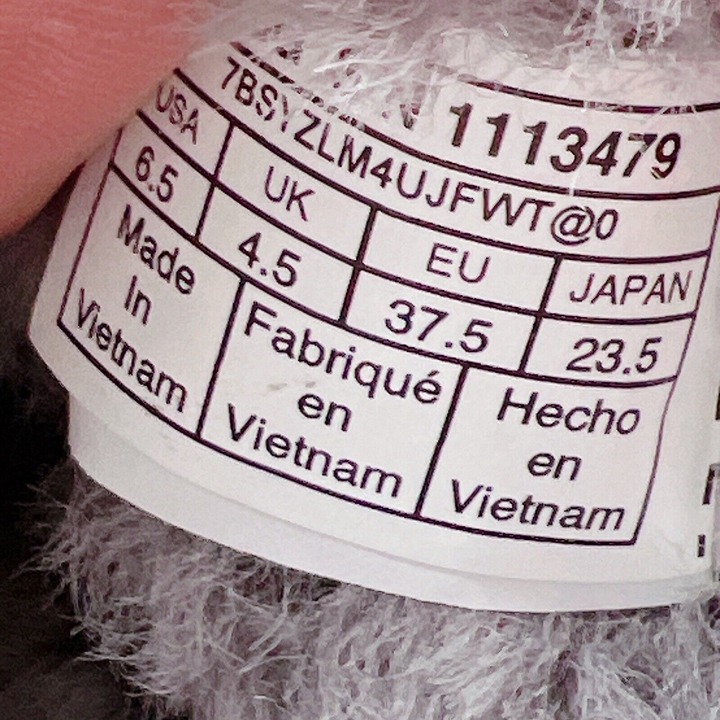 1113479
7BSYZLM4UJFWT@0
USA UK EU JAPAN
6.5 4.5 37.5 23.5
Made
In
Vietnam
Fabriqué
en
Vietnam
Hecho
en
Vietnam